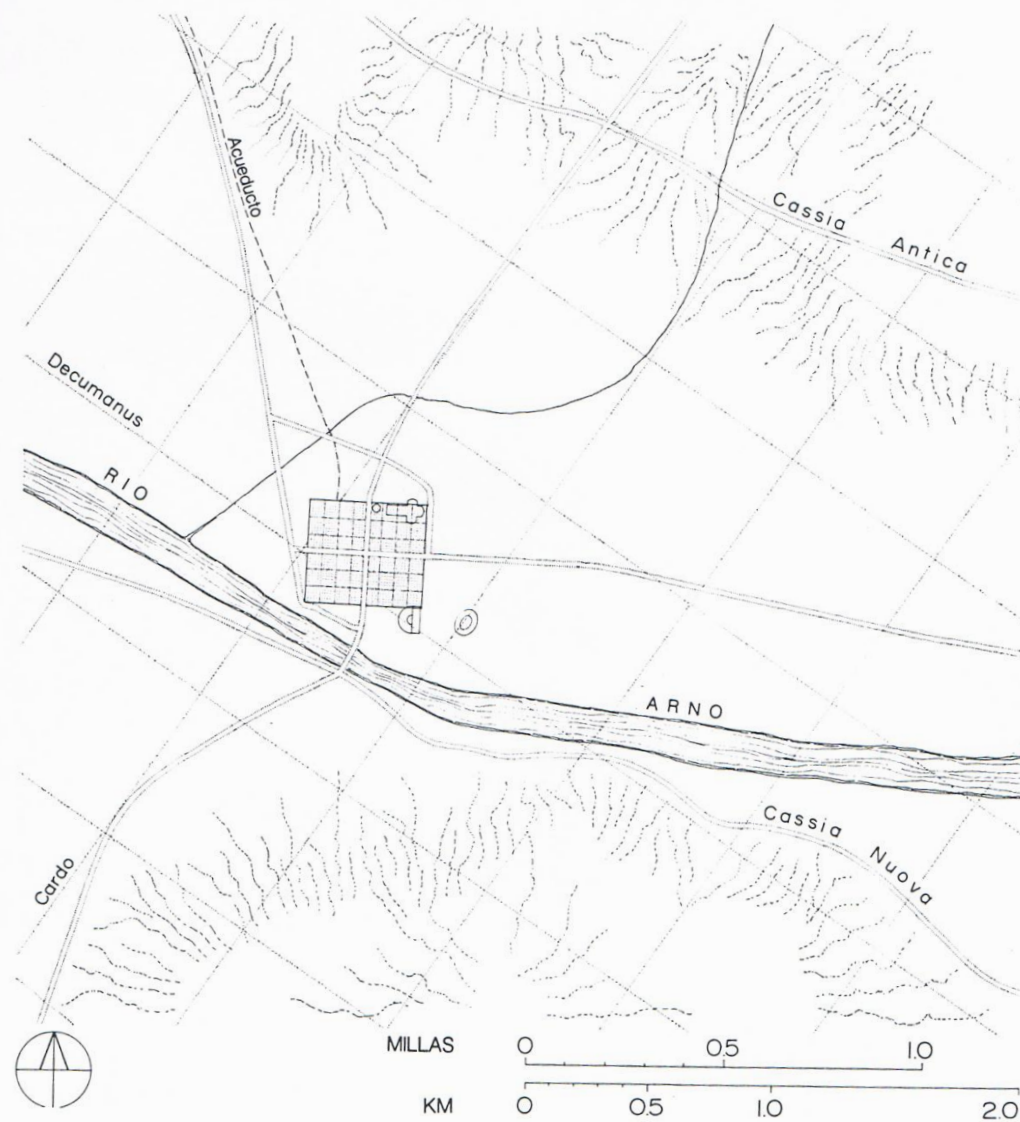 Acueducto
Cassia Antica
Decumanus
RIO
ARNO
Cassia Nuova
Cardo
MILLAS 0 0.5 1.0
KM 0 0.5 1.0 2.0